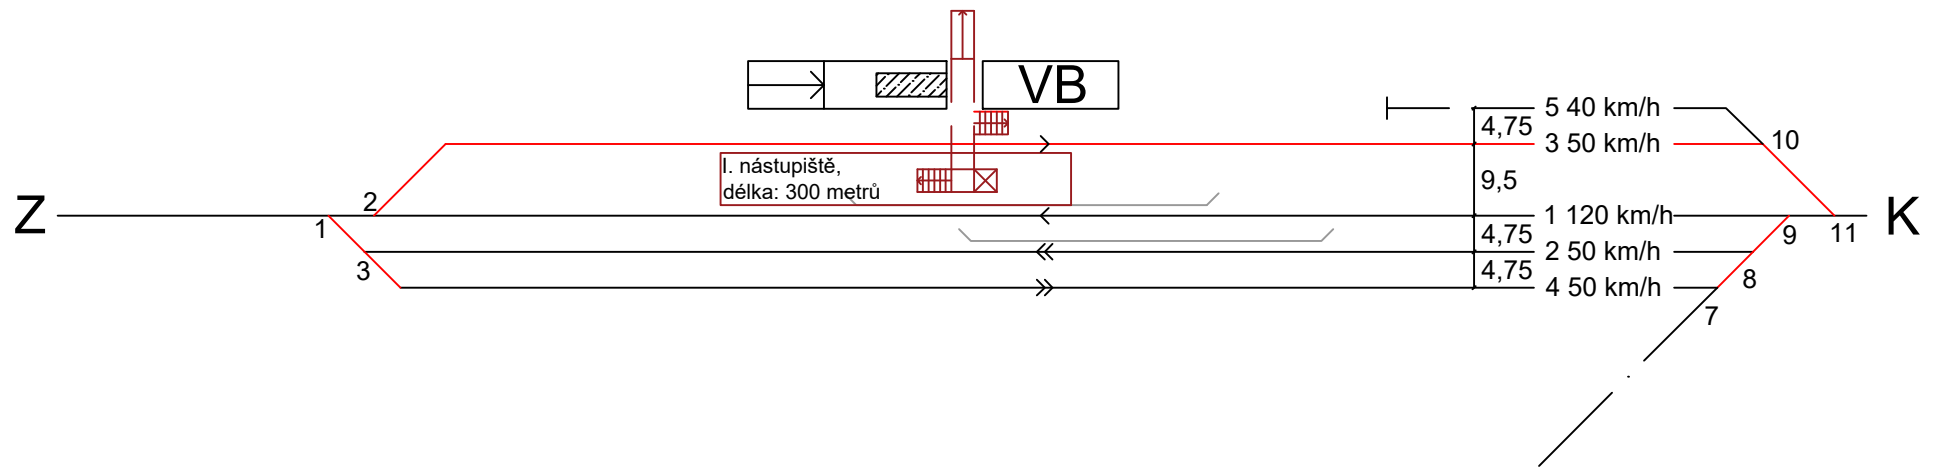 VB
5 40 km/h
4,75
10
3 50 km/h
I. nástupiště,
délka: 300 metrů
9,5
2
Z
1 120 km/h
K
1
4,75
9
11
2 50 km/h
3
4,75
8
4 50 km/h
7